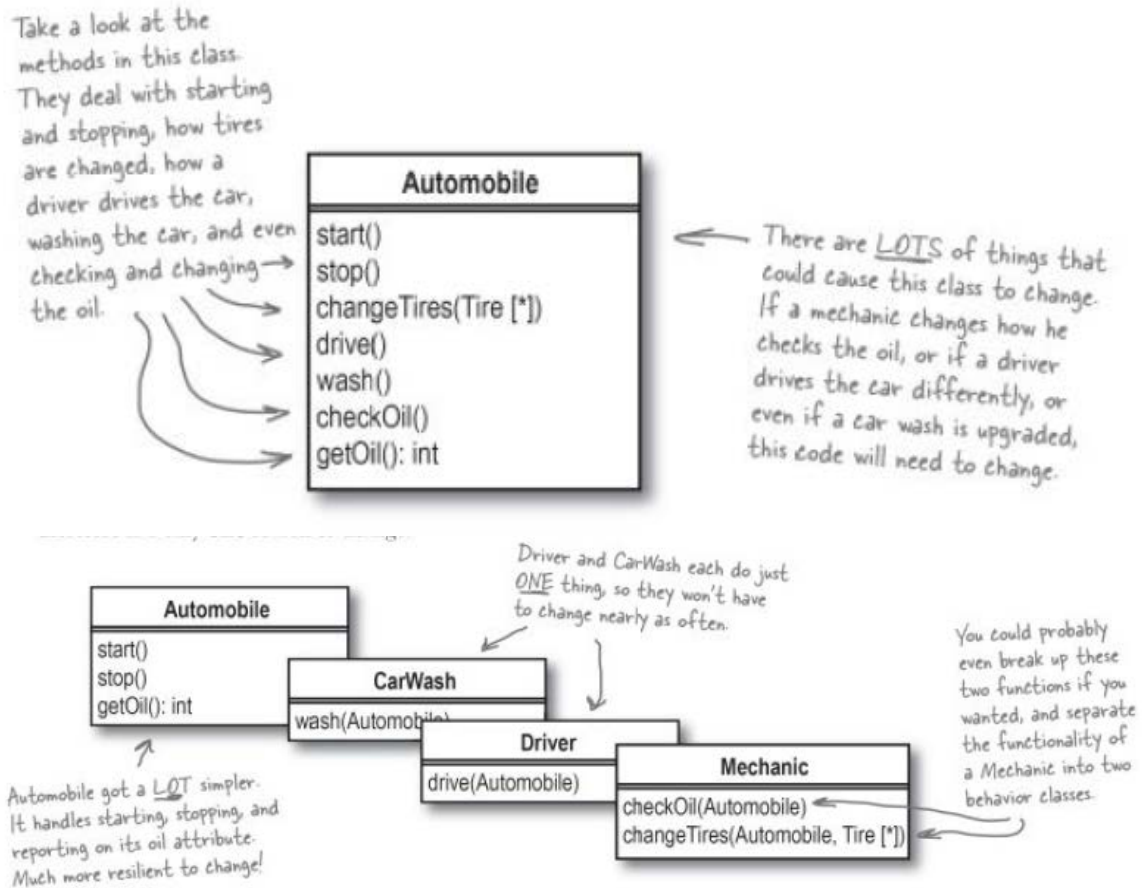 Take a look at the
methods in this class.
They deal with starting
and stopping, how tires
are changed, how a
driver drives the car,
washing the car, and even
checking and changing
the oil.
Automobile
start()
stop()
changeTires(Tire [*])
drive()
wash()
checkOil()
getOil(): int
There are LOTS of things that
could cause this class to change.
If a mechanic changes how he
checks the oil, or if a driver
drives the car differently, or
even if a car wash is upgraded,
this code will need to change.
Automobile
start()
stop()
getOil(): int
Automobile got a LOT simpler.
It handles starting, stopping, and
reporting on its oil attribute.
Much more resilient to change!
Driver and CarWash each do just
ONE thing, so they won't have
to change nearly as often.
CarWash
wash(Automobile)
Driver
drive(Automobile)
Mechanic
checkOil(Automobile)
changeTires(Automobile, Tire [*])
You could probably
even break up these
two functions if you
wanted, and separate
the functionality of
a Mechanic into two
behavior classes.